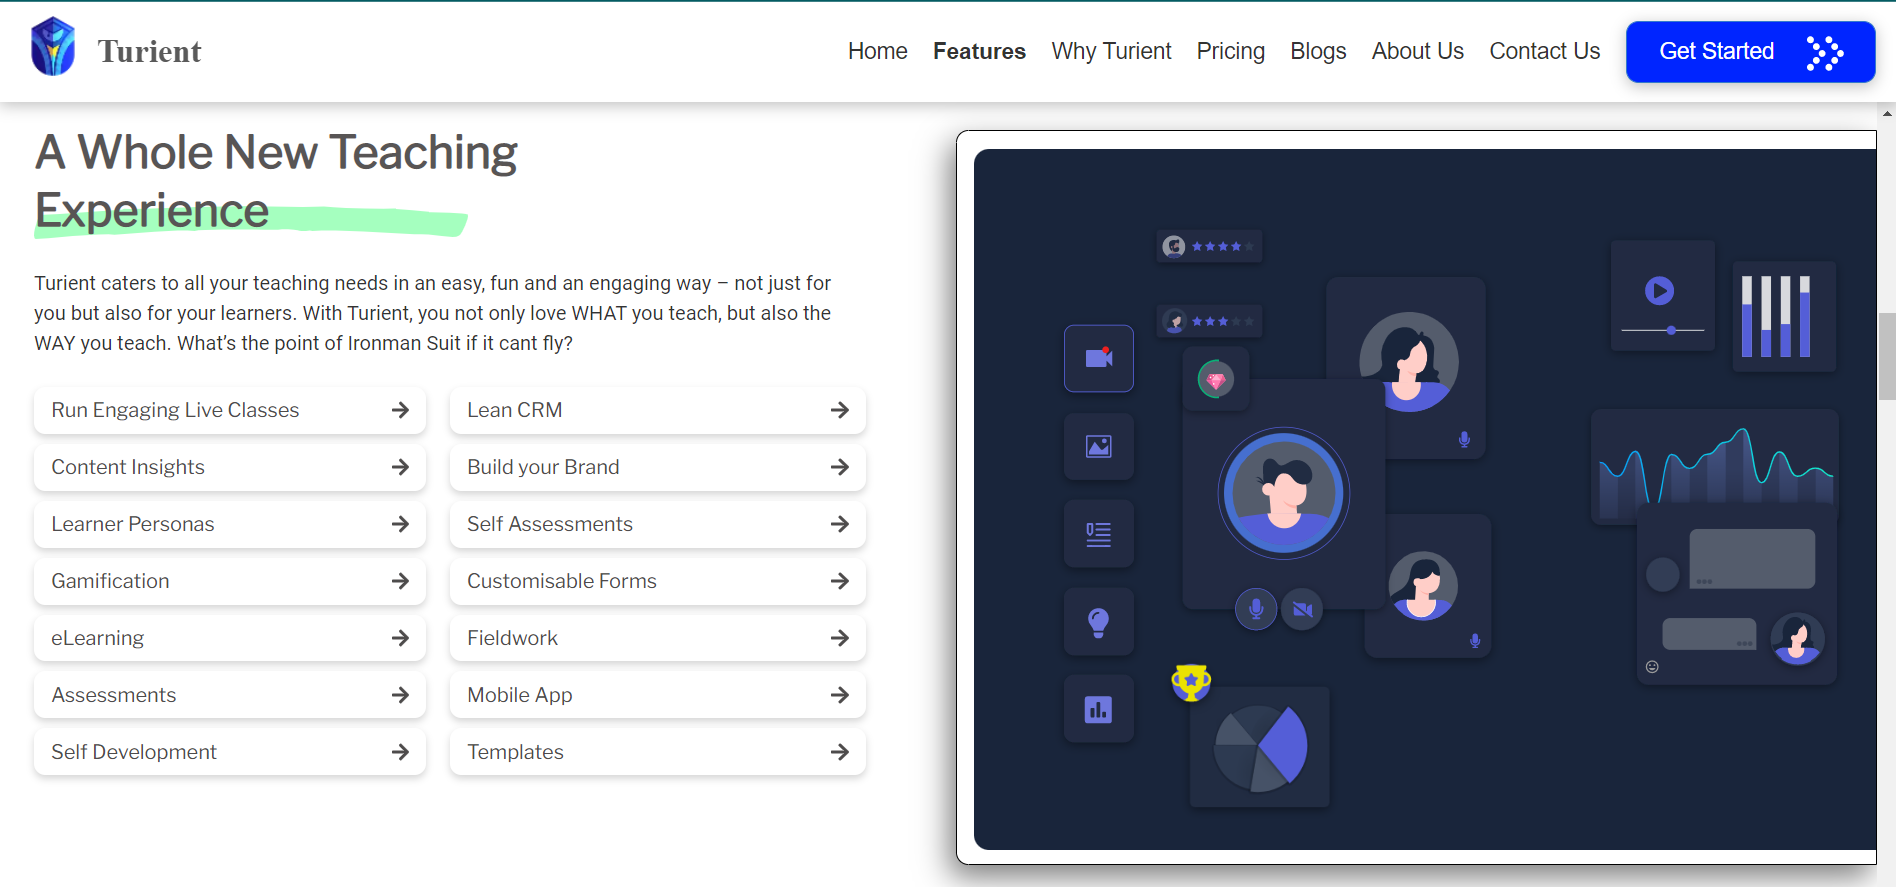 Turient
Home
Features
Why Turient
Pricing
Blogs
About Us
Contact Us
Get Started
A Whole New Teaching
Experience
Turient caters to all your teaching needs in an easy, fun and an engaging way – not just for
you but also for your learners. With Turient, you not only love WHAT you teach, but also the
WAY you teach. What’s the point of Ironman Suit if it cant fly?
Run Engaging Live Classes
Lean CRM
Content Insights
Build your Brand
Learner Personas
Self Assessments
Gamification
Customisable Forms
eLearning
Fieldwork
Assessments
Mobile App
Self Development
Templates